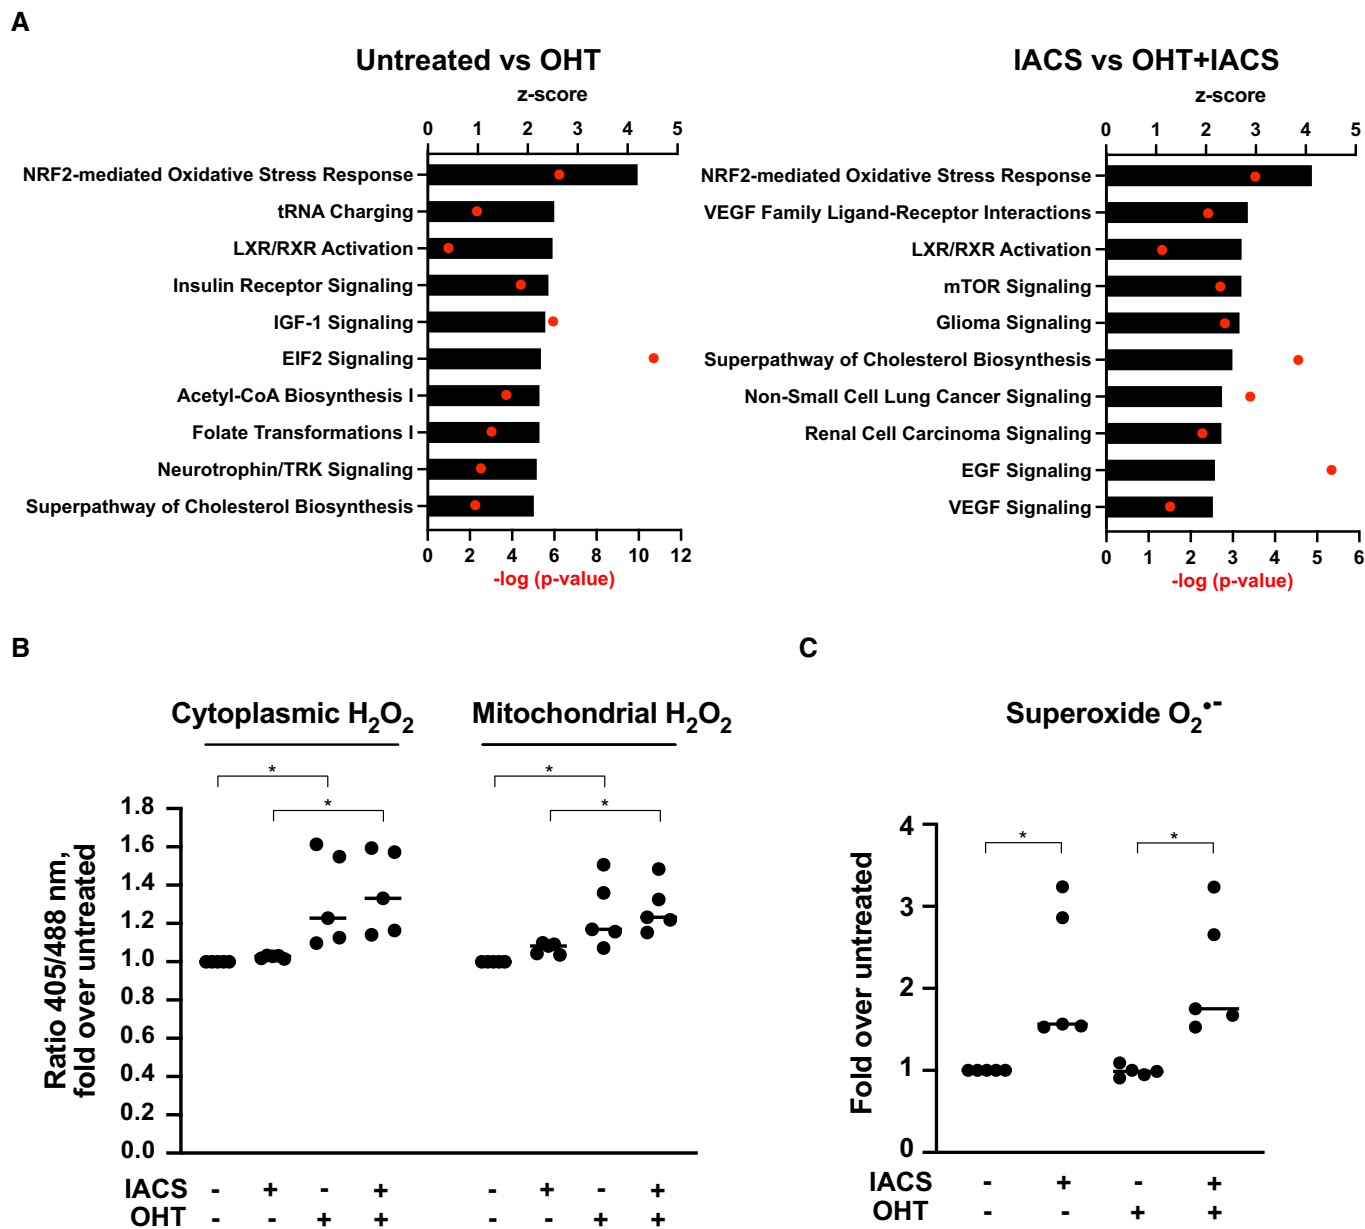 A
Untreated vs OHT
z-score
0 1 2 3 4 5
NRF2-mediated Oxidative Stress Response
tRNA Charging
LXR/RXR Activation
Insulin Receptor Signaling
IGF-1 Signaling
EIF2 Signaling
Acetyl-CoA Biosynthesis I
Folate Transformations I
Neurotrophin/TRK Signaling
Superpathway of Cholesterol Biosynthesis
0 2 4 6 8 10 12
-log (p-value)
IACS vs OHT+IACS
z-score
0 1 2 3 4 5
NRF2-mediated Oxidative Stress Response
VEGF Family Ligand-Receptor Interactions
LXR/RXR Activation
mTOR Signaling
Glioma Signaling
Superpathway of Cholesterol Biosynthesis
Non-Small Cell Lung Cancer Signaling
Renal Cell Carcinoma Signaling
EGF Signaling
VEGF Signaling
0 1 2 3 4 5 6
-log (p-value)
B
Cytoplasmic H₂O₂
Mitochondrial H₂O₂
* *
* *
Ratio 405/488 nm,
fold over untreated
1.8
1.6
1.4
1.2
1.0
0.8
0.6
0.4
0.2
0.0
IACS - + - + - + - +
OHT - - + + - - + +
C
Superoxide O₂•-
* *
Fold over untreated
4
3
2
1
0
IACS - + - +
OHT - - + +